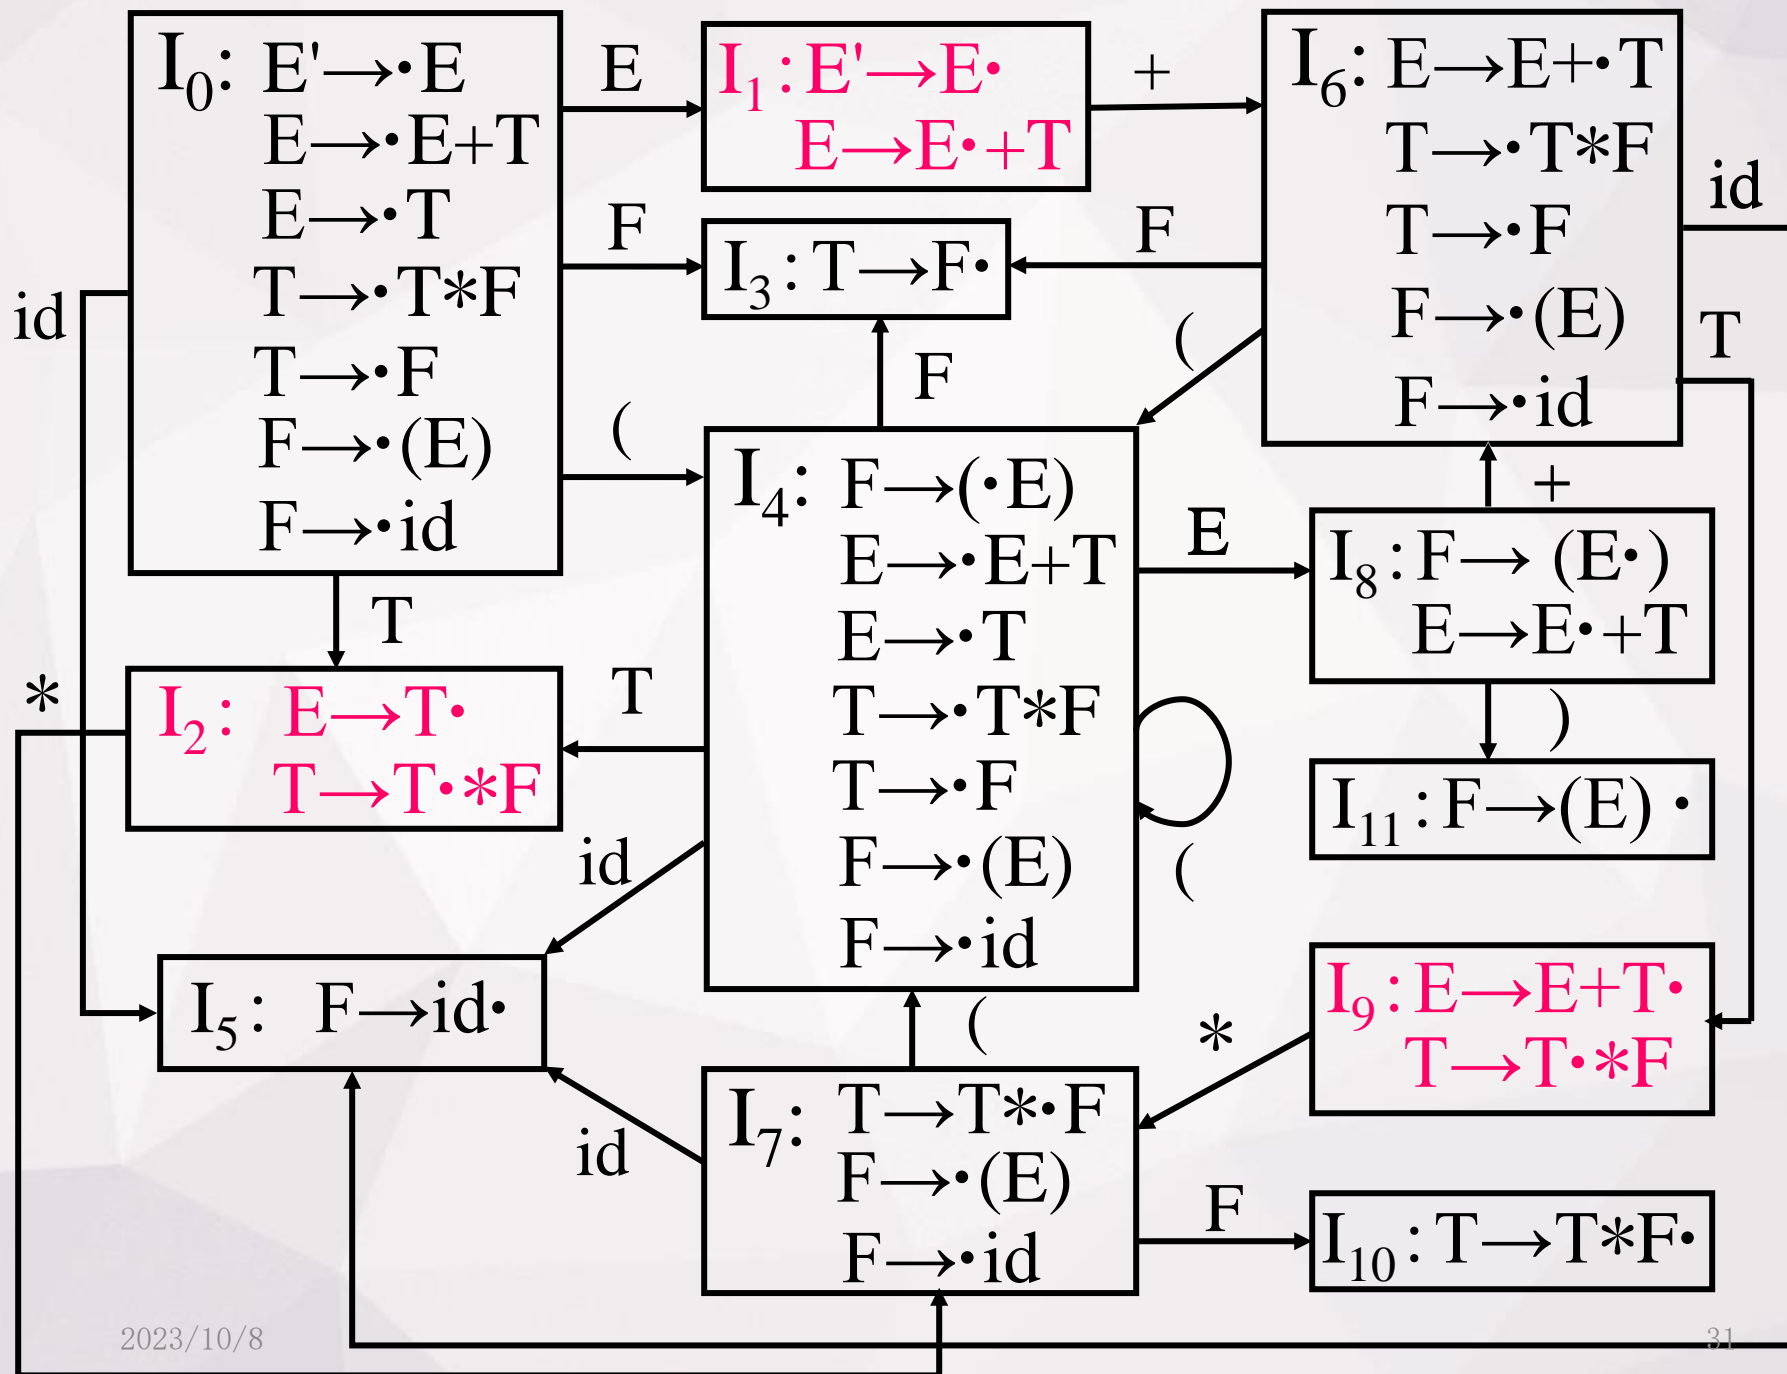 I0: E'→·E
E→·E+T
E→·T
T→·T*F
T→·F
F→·(E)
F→·id
E
I1: E'→E·
E→E·+T
+
I6: E→E+·T
T→·T*F
T→·F
F→·(E)
F→·id
id
T
F
I3: T→F·
F
id
(
F
(
I4: F→(·E)
E→·E+T
E→·T
T→·T*F
T→·F
F→·(E)
F→·id
E
+
I8: F→ (E·)
E→E·+T
)
I11: F→(E) ·
T
*
I2: E→T·
T→T·*F
T
id
(
I5: F→id·
(
*
I9: E→E+T·
T→T·*F
id
I7: T→T*·F
F→·(E)
F→·id
F
I10: T→T*F·
2023/10/8
31